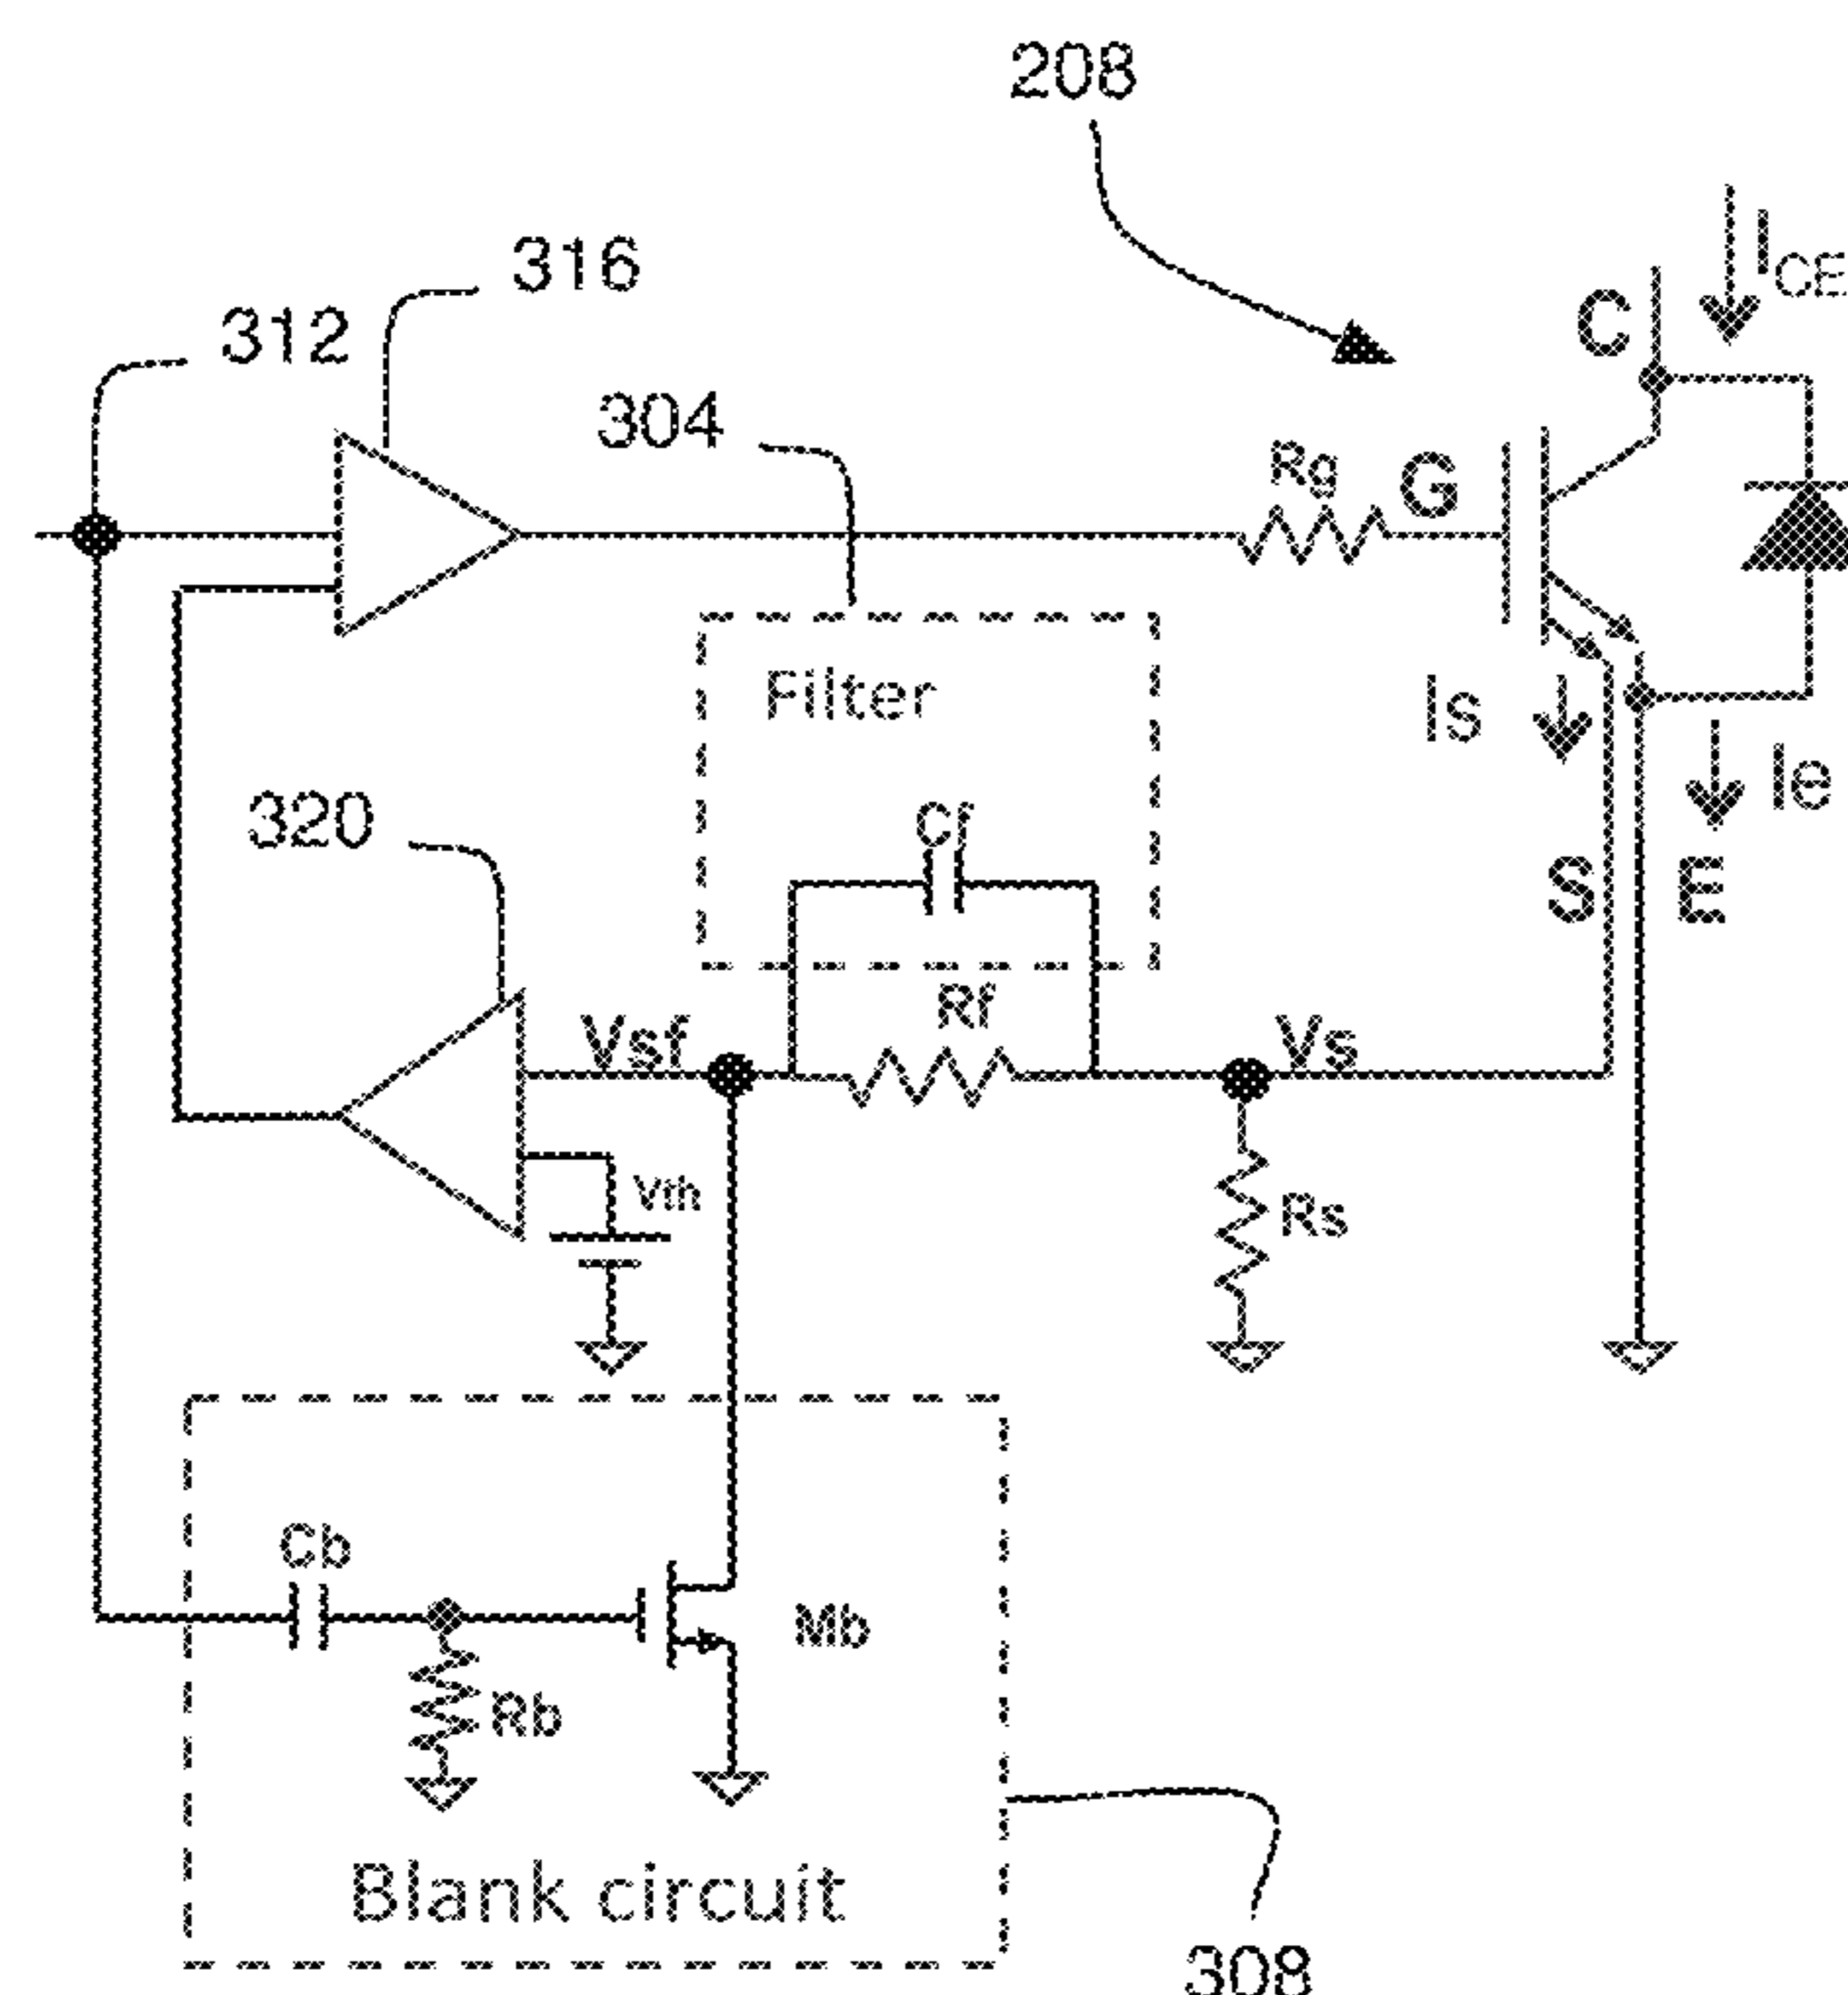 208
316
312
304
I_CE
C
Rg
G
Filter
Is
Ie
320
Cf
S
E
Rf
Vsf
Vs
Vth
Rs
Cb
Mb
Rb
Blank circuit
308